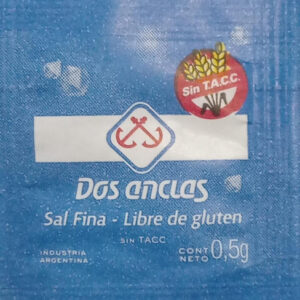 Sin T.A.C.C.
Dos anclas
Sal Fina - Libre de gluten
SIN TACC
INDUSTRIA
ARGENTINA
CONT
NETO 0,5g